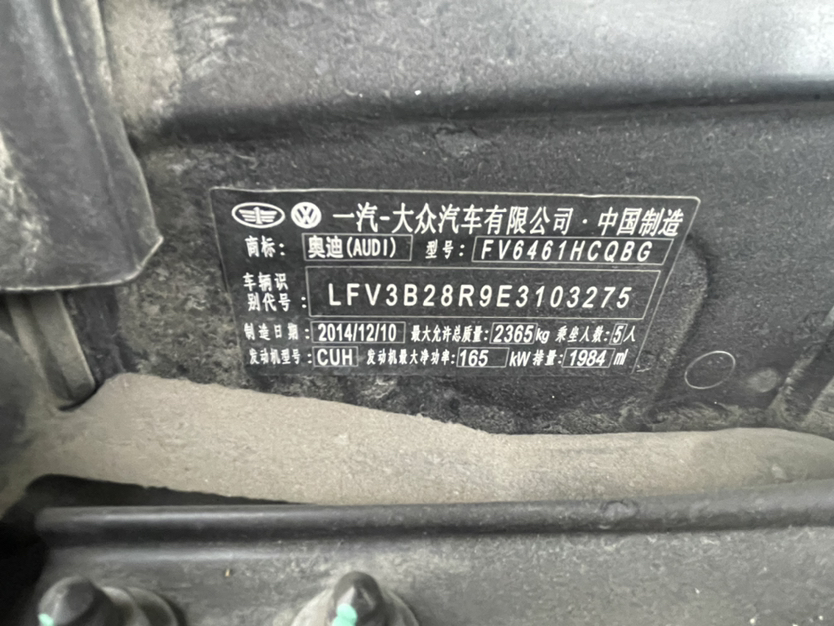 一汽-大众汽车有限公司·中国制造
商标: 奥迪(AUDI) 型号: FV6461HCQBG
车辆识
别代号: LFV3B28R9E3103275
制造日期: 2014/12/10 最大允许总质量: 2365kg 乘坐人数: 5人
发动机型号: CUH 发动机最大净功率: 165 kW 排量: 1984 ml